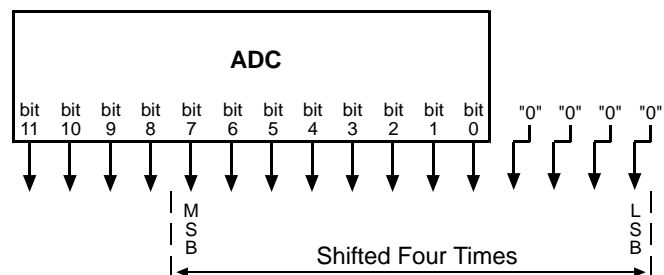 ADC
bit bit bit bit bit bit bit bit bit bit bit bit "0" "0" "0" "0"
11 10 9 8 7 6 5 4 3 2 1 0
M L
S S
B B
Shifted Four Times